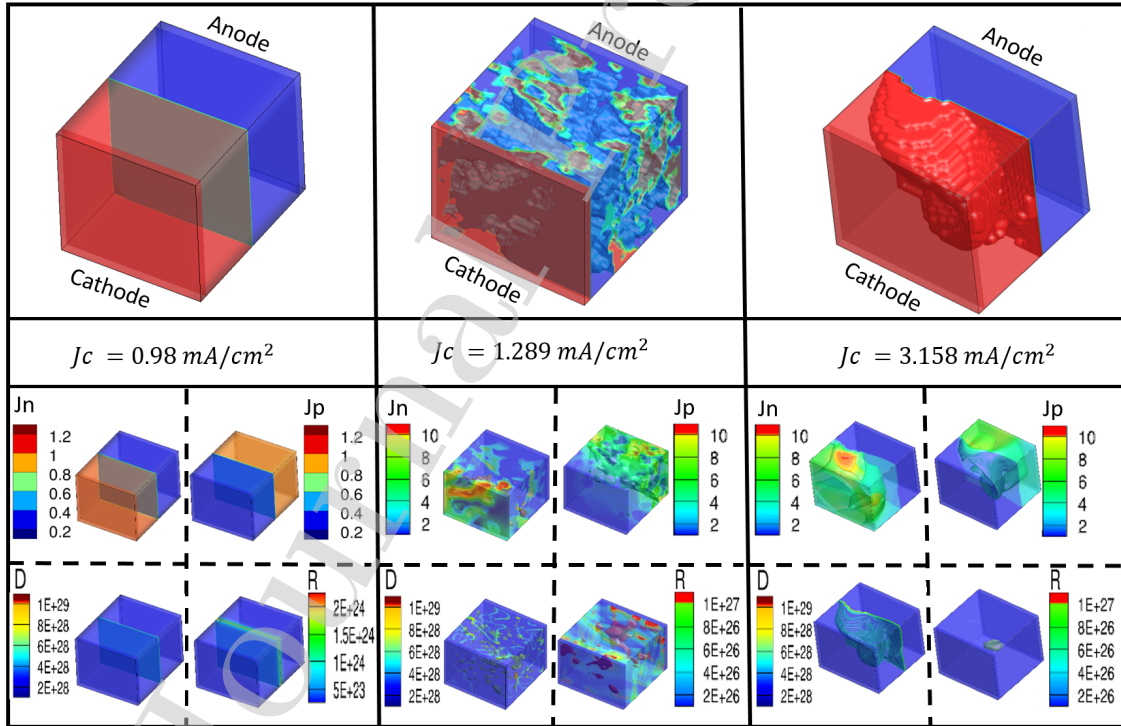 Anode
Cathode
Anode
Cathode
Anode
Cathode
Jc = 0.98 mA/cm²
Jc = 1.289 mA/cm²
Jc = 3.158 mA/cm²
Jn
1.2
1
0.8
0.6
0.4
0.2
Jp
1.2
1
0.8
0.6
0.4
0.2
Jn
10
8
6
4
2
Jp
10
8
6
4
2
Jn
10
8
6
4
2
Jp
10
8
6
4
2
D
1E+29
8E+28
6E+28
4E+28
2E+28
R
2E+24
1.5E+24
1E+24
5E+23
D
1E+29
8E+28
6E+28
4E+28
2E+28
R
1E+27
8E+26
6E+26
4E+26
2E+26
D
1E+29
8E+28
6E+28
4E+28
2E+28
R
1E+27
8E+26
6E+26
4E+26
2E+26
Journal Pre